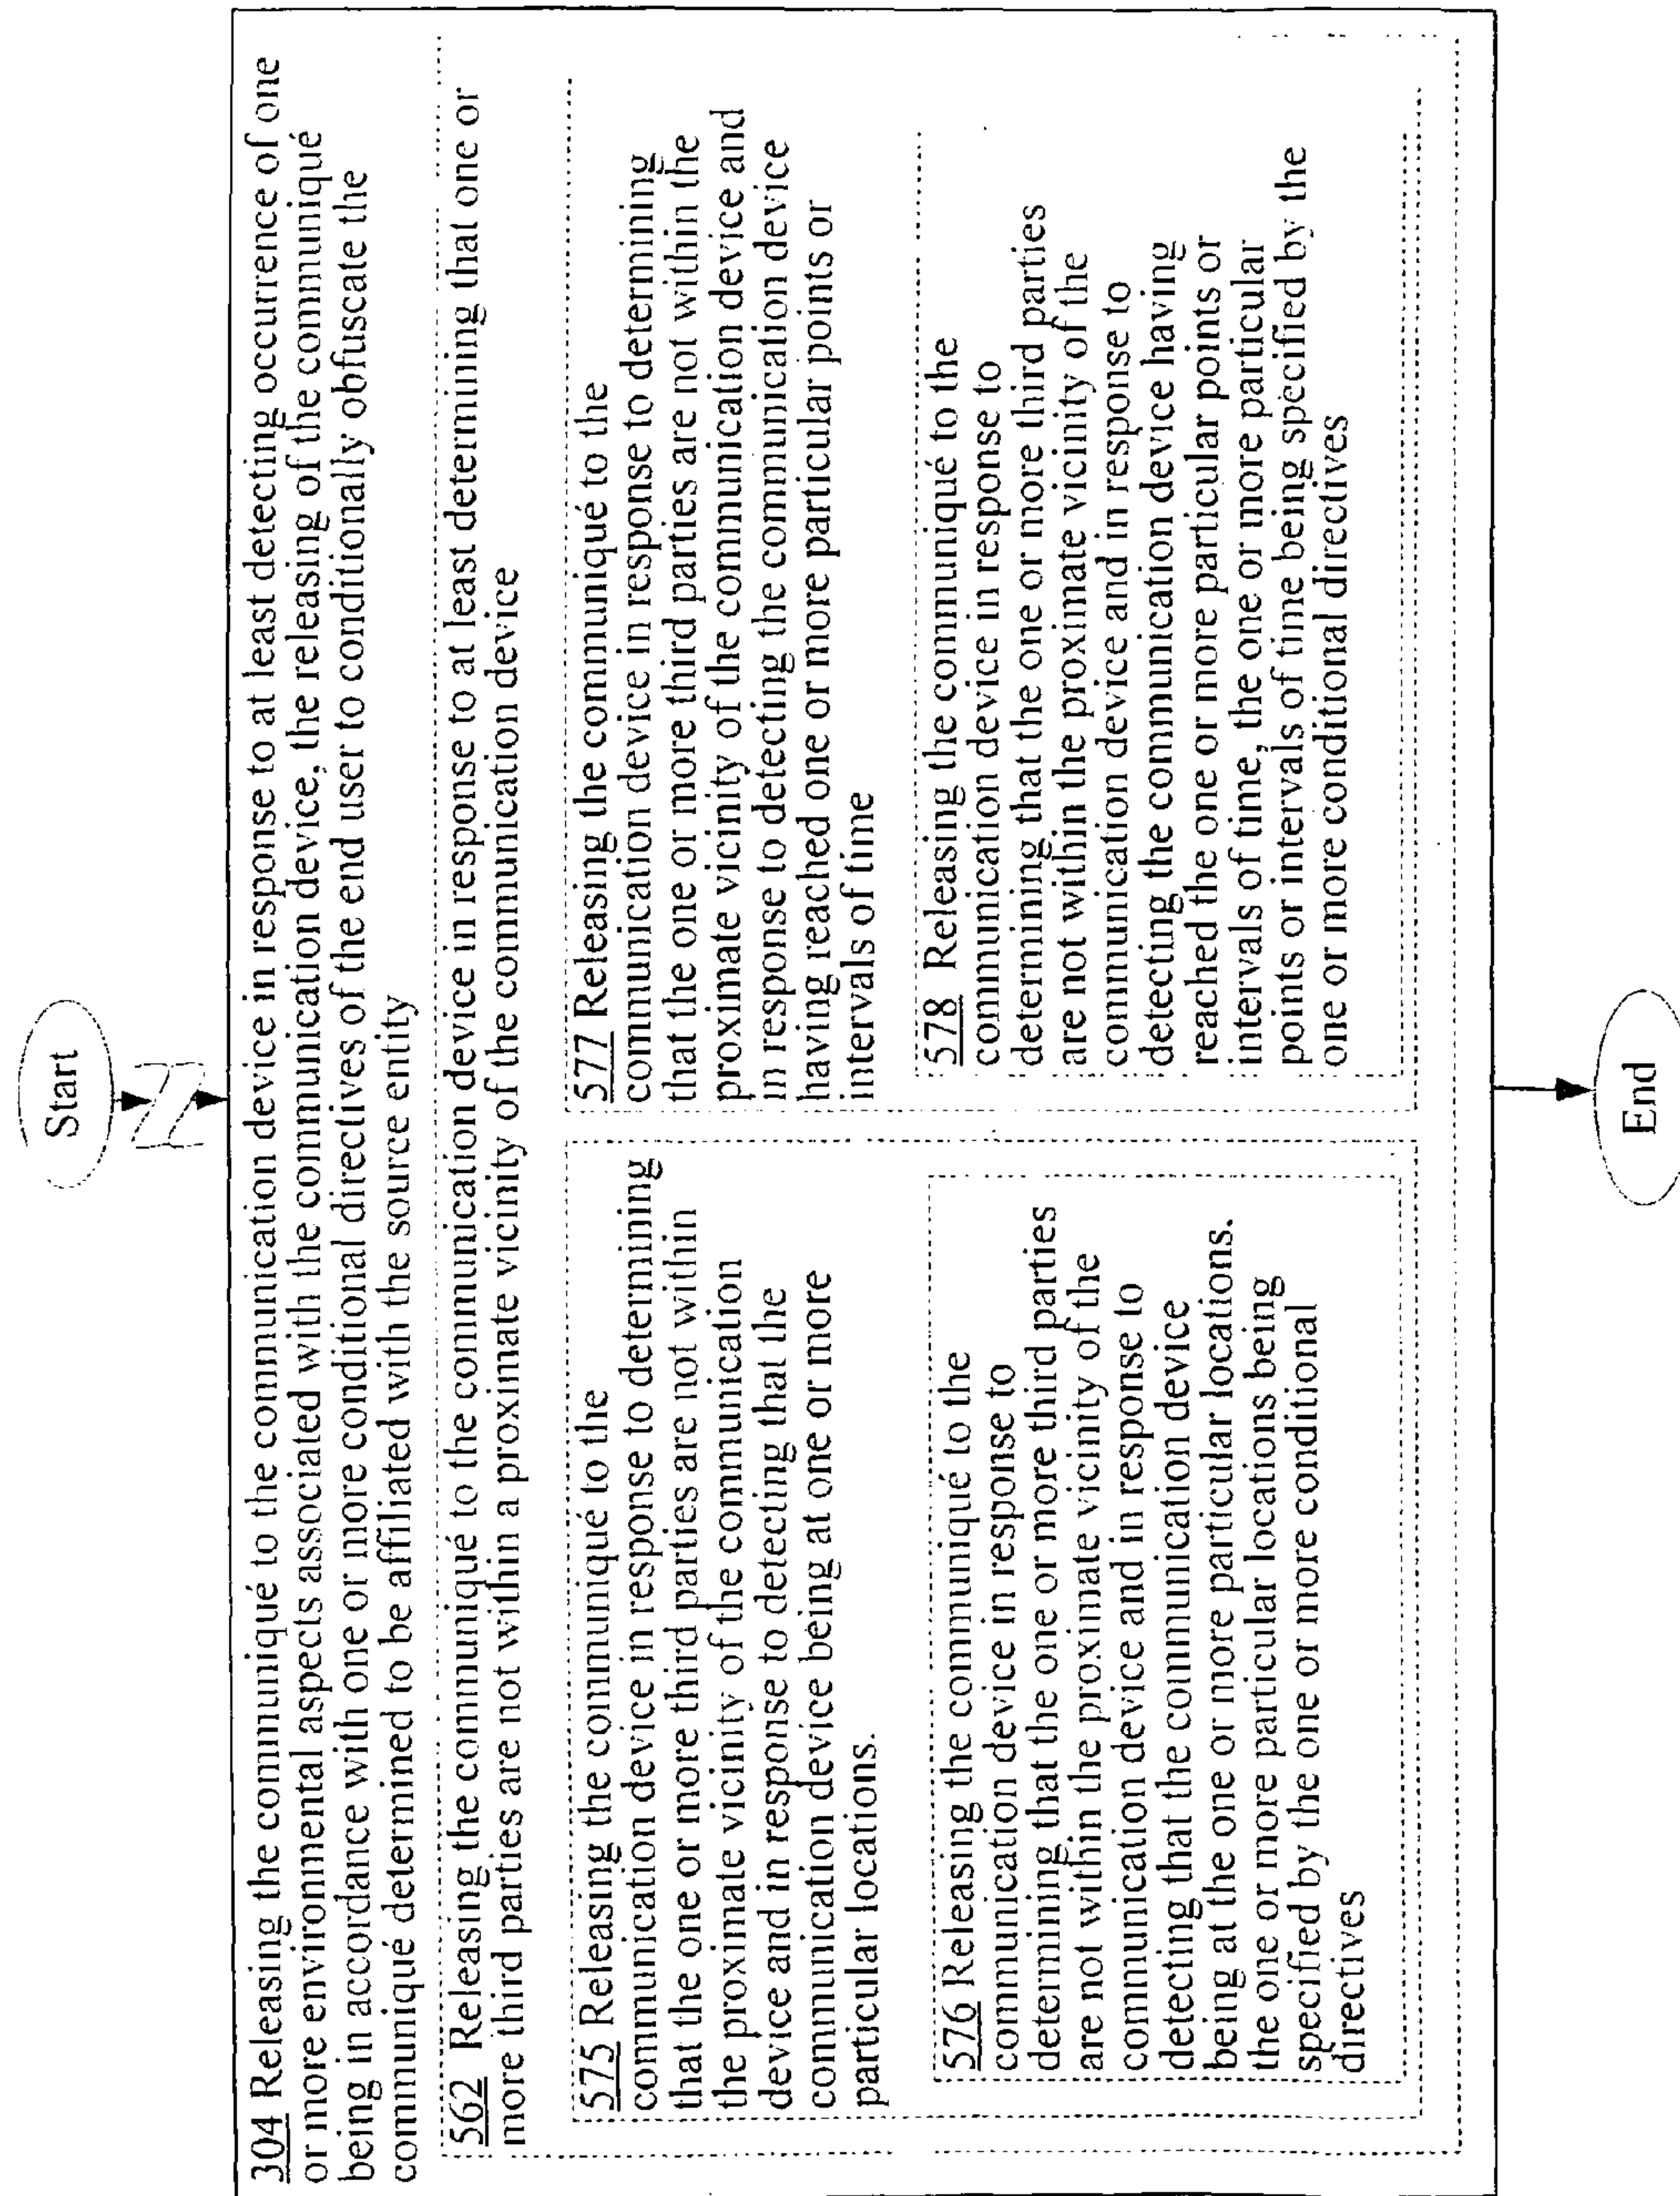 Start
304 Releasing the communiqué to the communication device in response to at least detecting occurrence of one
or more environmental aspects associated with the communication device, the releasing of the communiqué
being in accordance with one or more conditional directives of the end user to conditionally obfuscate the
communiqué determined to be affiliated with the source entity
562 Releasing the communiqué to the communication device in response to at least determining that one or
more third parties are not within a proximate vicinity of the communication device
575 Releasing the communiqué to the
communication device in response to determining
that the one or more third parties are not within
the proximate vicinity of the communication
device and in response to detecting that the
communication device being at one or more
particular locations.
576 Releasing the communiqué to the
communication device in response to
determining that the one or more third parties
are not within the proximate vicinity of the
communication device and in response to
detecting that the communication device
being at the one or more particular locations.
the one or more particular locations being
specified by the one or more conditional
directives
577 Releasing the communiqué to the
communication device in response to determining
that the one or more third parties are not within the
proximate vicinity of the communication device and
in response to detecting the communication device
having reached one or more particular points or
intervals of time
578 Releasing the communiqué to the
communication device in response to
determining that the one or more third parties
are not within the proximate vicinity of the
communication device and in response to
detecting the communication device having
reached the one or more particular points or
intervals of time, the one or more particular
points or intervals of time being specified by the
one or more conditional directives
End